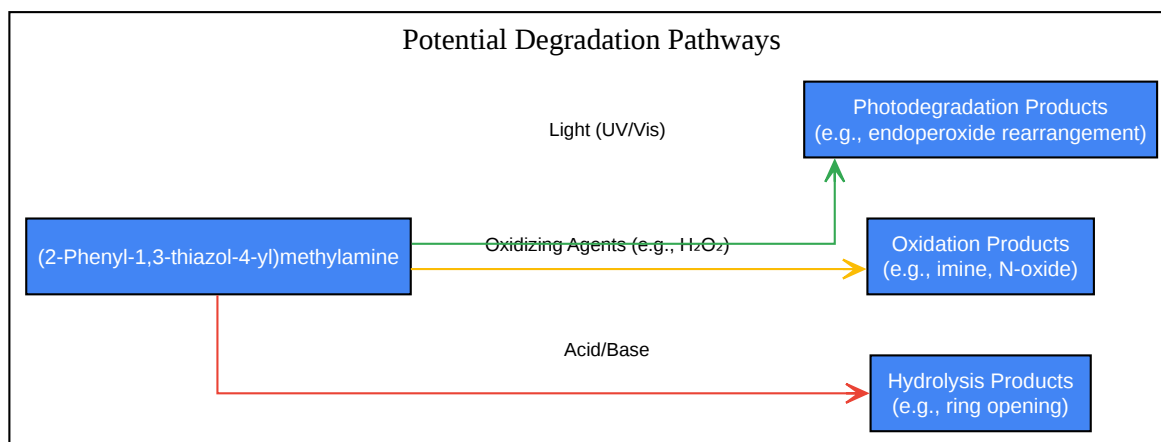 Potential Degradation Pathways
Photodegradation Products
(e.g., endoperoxide rearrangement)
Light (UV/Vis)
(2-Phenyl-1,3-thiazol-4-yl)methylamine
Oxidizing Agents (e.g., H₂O₂)
Oxidation Products
(e.g., imine, N-oxide)
Acid/Base
Hydrolysis Products
(e.g., ring opening)